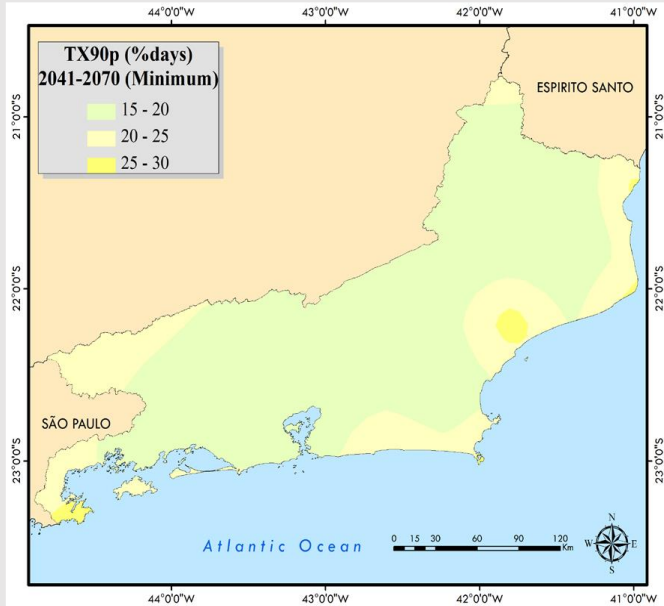 44°0'0"W 43°0'0"W 42°0'0"W 41°0'0"W
TX90p (%days)
2041-2070 (Minimum)
15 - 20
20 - 25
25 - 30
ESPIRITO SANTO
21°0'0"S 21°0'0"S
22°0'0"S 22°0'0"S
SÃO PAULO
23°0'0"S 23°0'0"S
Atlantic Ocean
0 15 30 60 90 120
Km
N
W E
S
44°0'0"W 43°0'0"W 42°0'0"W 41°0'0"W